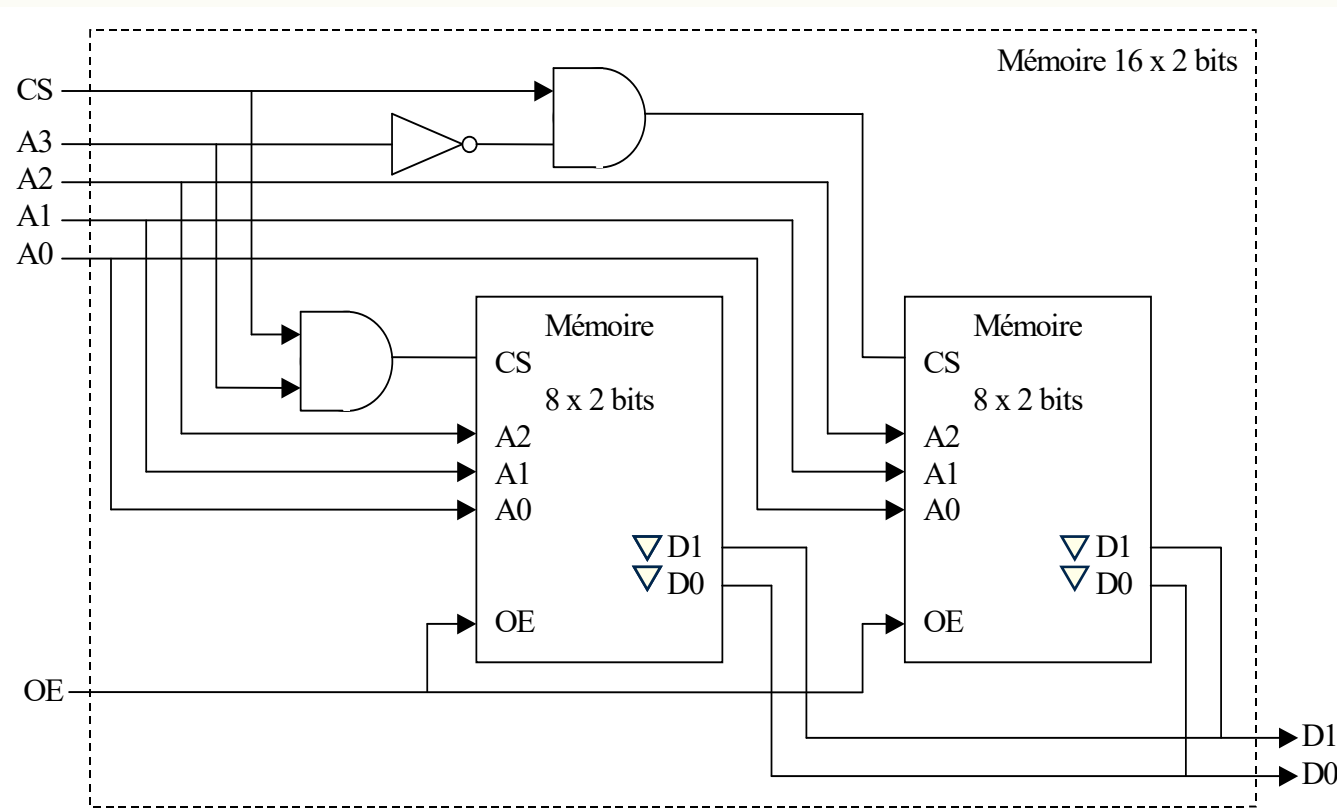 Mémoire 16 x 2 bits
CS
A3
A2
A1
A0
Mémoire
CS
8 x 2 bits
A2
A1
A0
D1
D0
OE
Mémoire
CS
8 x 2 bits
A2
A1
A0
D1
D0
OE
OE
D1
D0